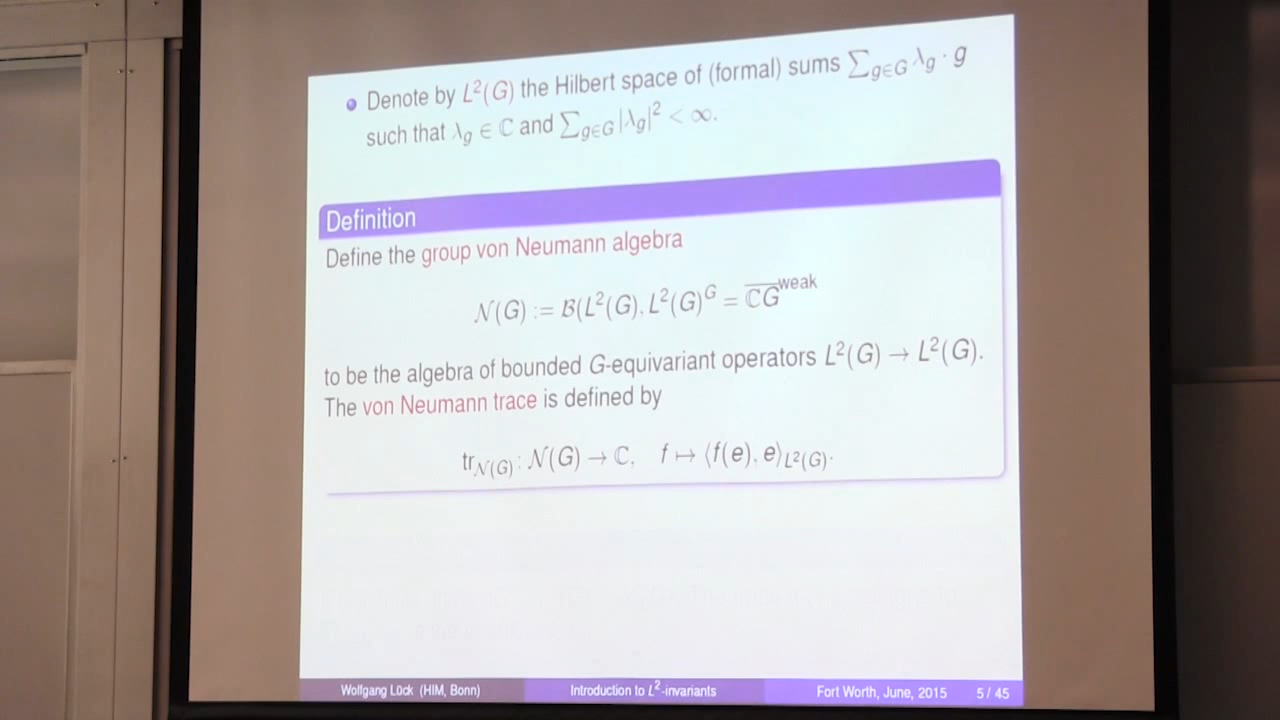 Denote by L²(G) the Hilbert space of (formal) sums ∑_{g∈G} λ_g · g
such that λ_g ∈ ℂ and ∑_{g∈G} |λ_g|² < ∞.
Definition
Define the group von Neumann algebra
𝒩(G) := ℬ(L²(G), L²(G)^G = \overline{ℂG}^{weak}
to be the algebra of bounded G-equivariant operators L²(G) → L²(G).
The von Neumann trace is defined by
tr_{𝒩(G)} : 𝒩(G) → ℂ, f ↦ ⟨f(e), e⟩_{L²(G)}.
Wolfgang Lück (HIM, Bonn) Introduction to L²-invariants Fort Worth, June, 2015 5 / 45